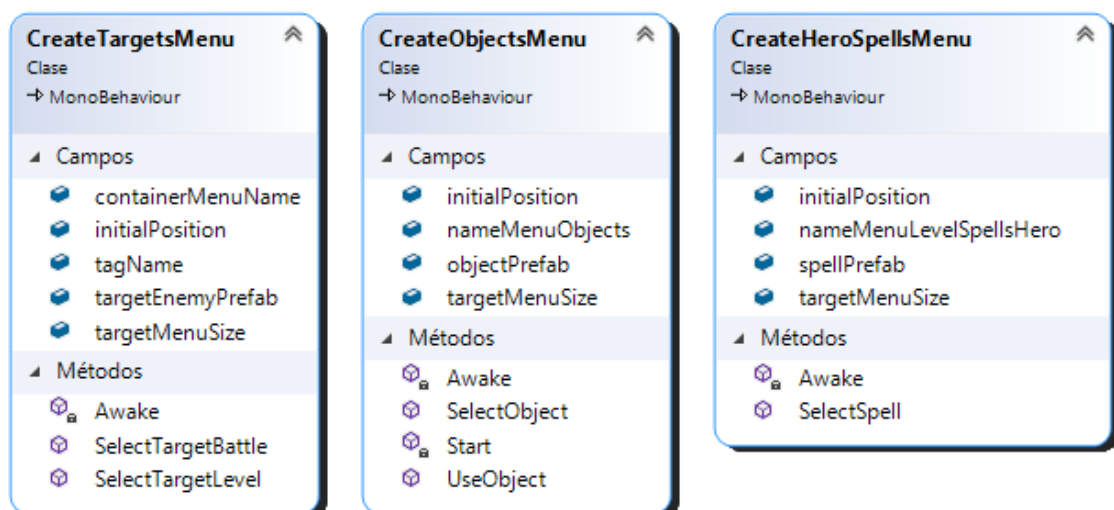 CreateTargetsMenu
Clase
MonoBehaviour
Campos
containerMenuName
initialPosition
tagName
targetEnemyPrefab
targetMenuSize
Métodos
Awake
SelectTargetBattle
SelectTargetLevel
CreateObjectsMenu
Clase
MonoBehaviour
Campos
initialPosition
nameMenuObjects
objectPrefab
targetMenuSize
Métodos
Awake
SelectObject
Start
UseObject
CreateHeroSpellsMenu
Clase
MonoBehaviour
Campos
initialPosition
nameMenuLevelSpellsHero
spellPrefab
targetMenuSize
Métodos
Awake
SelectSpell